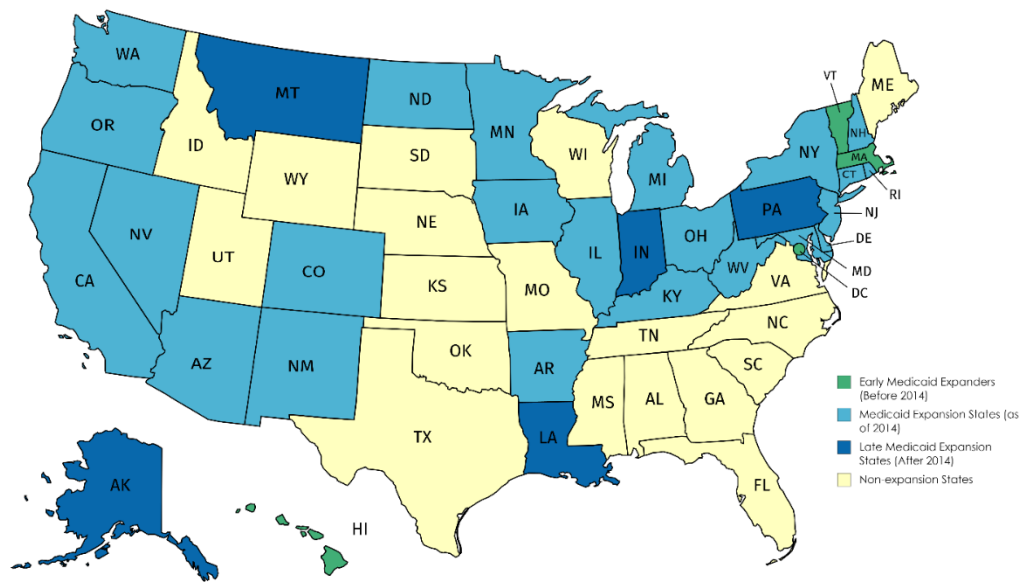 WA
MT
ND
MN
OR
ID
SD
WI
WY
MI
VT
ME
NH
NY
MA
CT
RI
NE
IA
PA
NJ
NV
UT
CO
IL
IN
OH
DE
MD
DC
CA
KS
MO
WV
VA
KY
NC
AZ
NM
OK
AR
TN
SC
TX
LA
MS
AL
GA
FL
AK
HI
Early Medicaid Expanders
(Before 2014)
Medicaid Expansion States (as
of 2014)
Late Medicaid Expansion
States (After 2014)
Non-expansion States